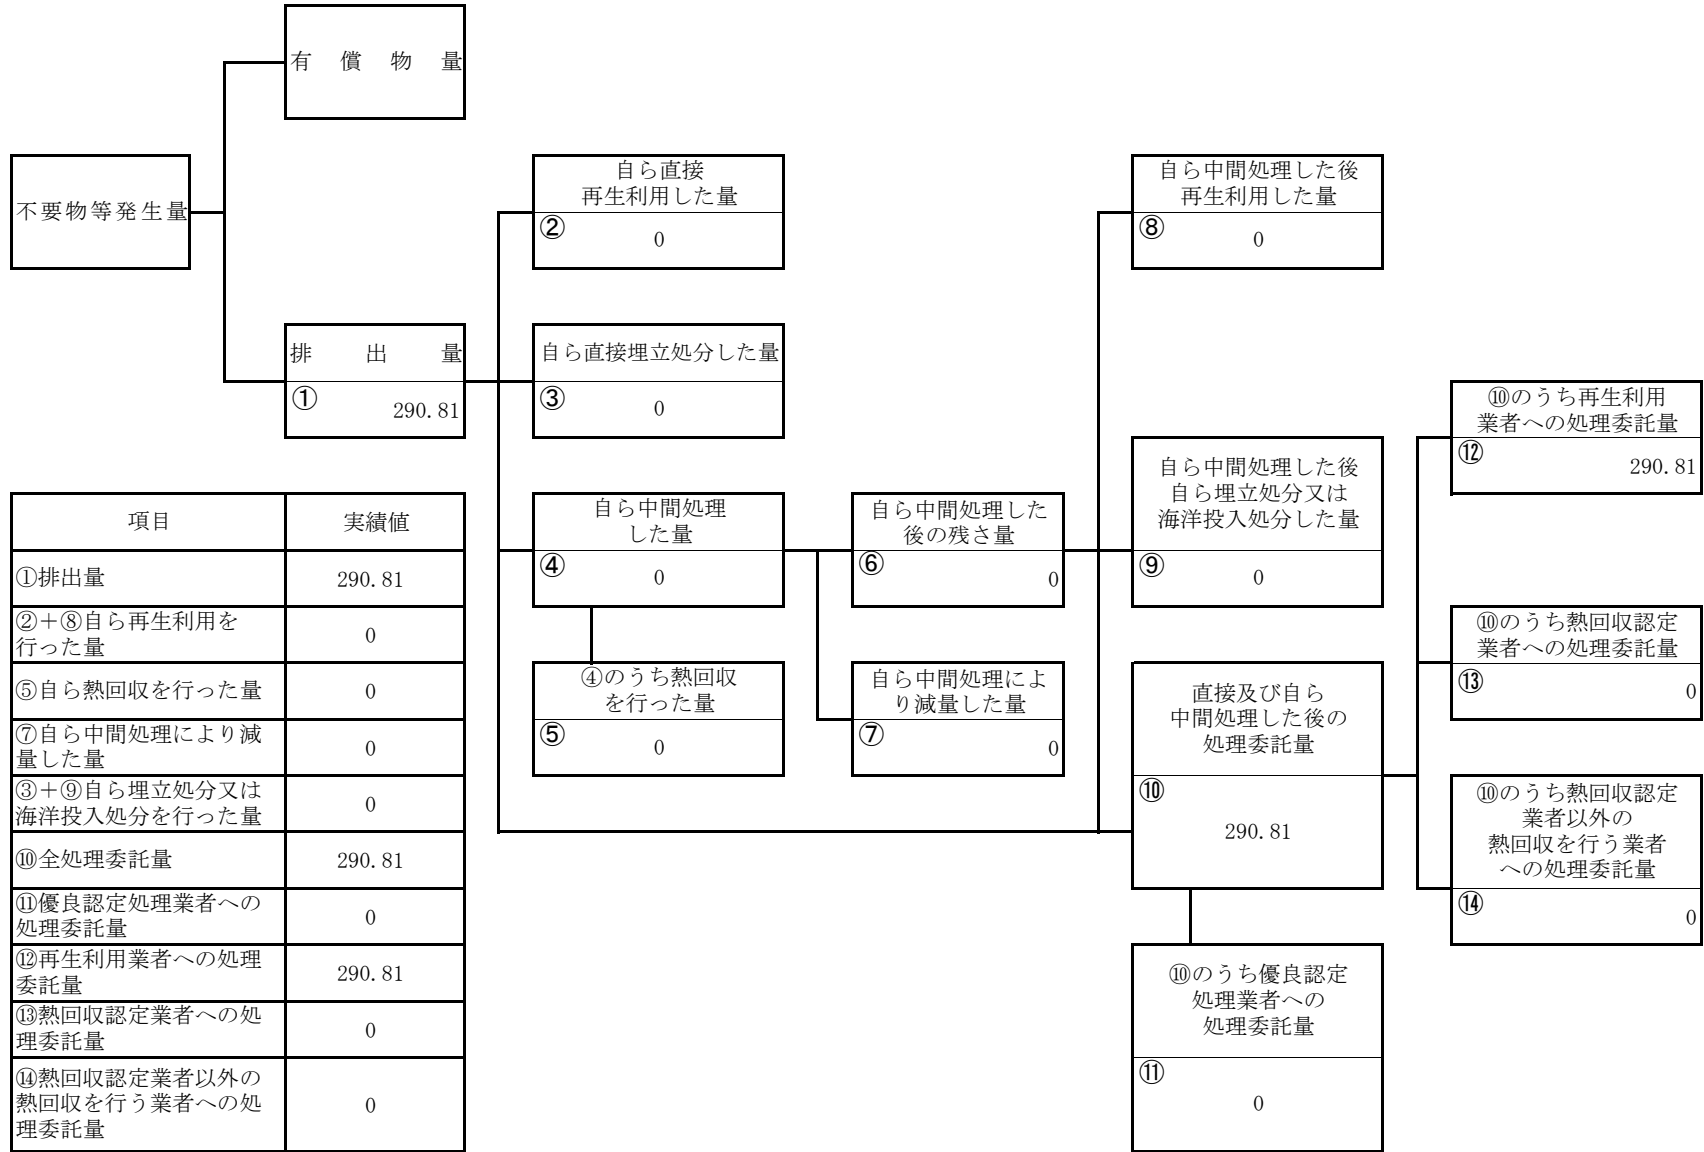 有償物量
不要物等発生量
自ら直接
再生利用した量
②
0
自ら中間処理した後
再生利用した量
⑧
0
排出量
①
290.81
自ら直接埋立処分した量
③
0
⑩のうち再生利用
業者への処理委託量
⑫
290.81
自ら中間処理した後
自ら埋立処分又は
海洋投入処分した量
⑨
0
自ら中間処理
した量
④
0
自ら中間処理した
後の残さ量
⑥
0
⑩のうち熱回収認定
業者への処理委託量
⑬
0
④のうち熱回収
を行った量
⑤
0
自ら中間処理によ
り減量した量
⑦
0
直接及び自ら
中間処理した後の
処理委託量
⑩
290.81
⑩のうち熱回収認定
業者以外の
熱回収を行う業者
への処理委託量
⑭
0
⑩のうち優良認定
処理業者への
処理委託量
⑪
0
項目 実績値
①排出量 290.81
②＋⑧自ら再生利用を
行った量 0
⑤自ら熱回収を行った量 0
⑦自ら中間処理により減
量した量 0
③＋⑨自ら埋立処分又は
海洋投入処分を行った量 0
⑩全処理委託量 290.81
⑪優良認定処理業者への
処理委託量 0
⑫再生利用業者への処理
委託量 290.81
⑬熱回収認定業者への処
理委託量 0
⑭熱回収認定業者以外の
熱回収を行う業者への処
理委託量 0